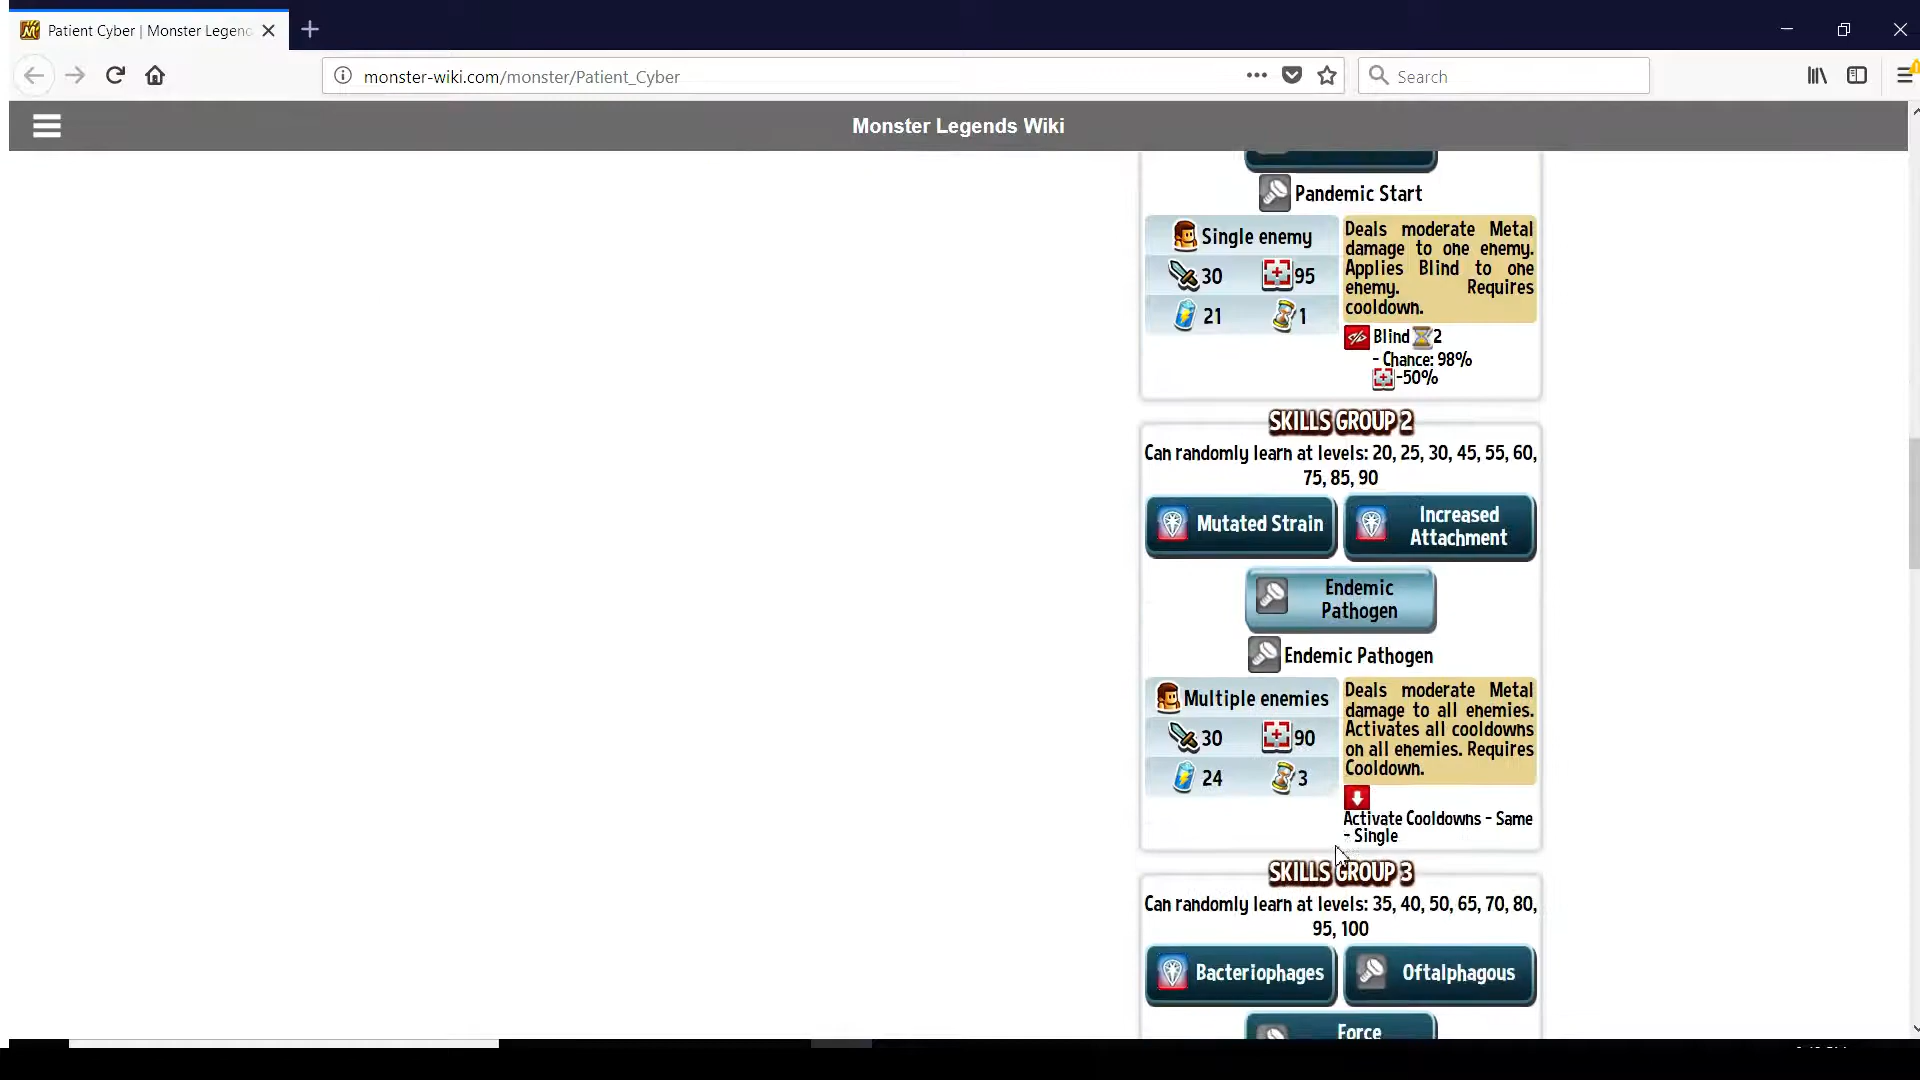 Patient Cyber | Monster Legend
monster-wiki.com/monster/Patient_Cyber
Search
Monster Legends Wiki
Pandemic Start
Single enemy
30 95
21 1
Deals moderate Metal
damage to one enemy.
Applies Blind to one
enemy. Requires
cooldown.
Blind 2
- Chance: 98%
-50%
SKILLS GROUP 2
Can randomly learn at levels: 20, 25, 30, 45, 55, 60,
75, 85, 90
Mutated Strain
Increased
Attachment
Endemic
Pathogen
Endemic Pathogen
Multiple enemies
30 90
24 3
Deals moderate Metal
damage to all enemies.
Activates all cooldowns
on all enemies. Requires
Cooldown.
Activate Cooldowns - Same
- Single
SKILLS GROUP 3
Can randomly learn at levels: 35, 40, 50, 65, 70, 80,
95, 100
Bacteriophages
Oftalphagous
Force